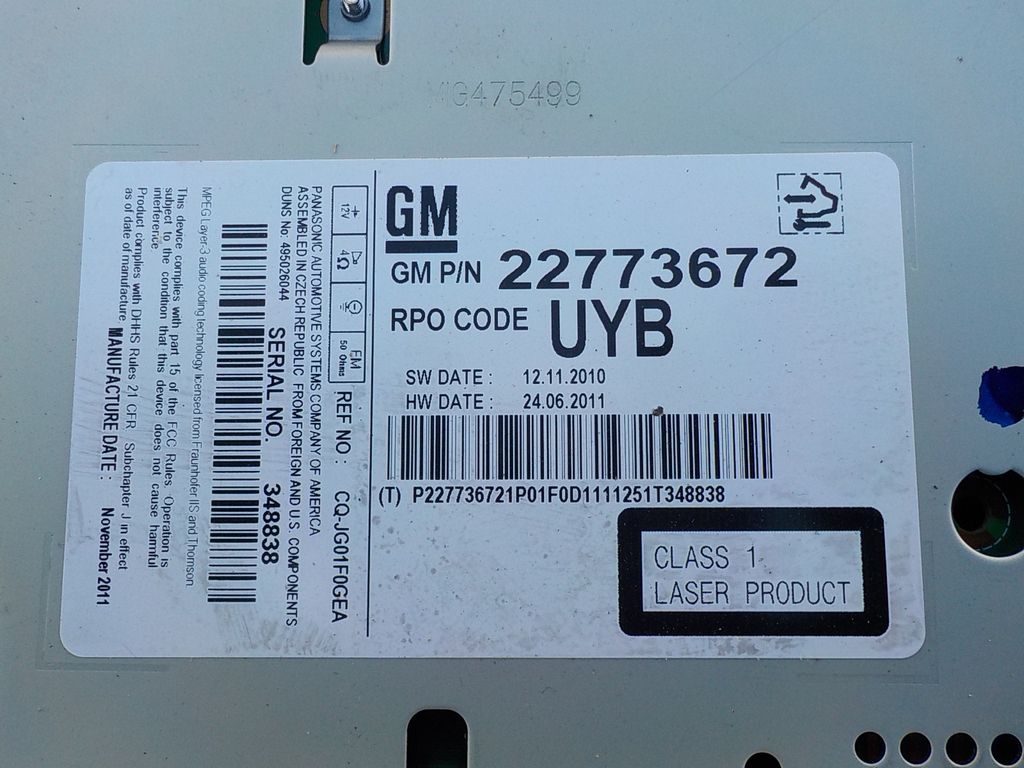 G475499
GM
GM P/N 22773672
RPO CODE UYB
SW DATE : 12.11.2010
HW DATE : 24.06.2011
(T) P227736721P01F0D1111251T348838
CLASS 1
LASER PRODUCT
12V
4Ω
FM
50 Ohms
REF NO : CQ-JG01F0GEA
PANASONIC AUTOMOTIVE SYSTEMS COMPANY OF AMERICA
ASSEMBLED IN CZECH REPUBLIC FROM FOREIGN AND U.S. COMPONENTS
DUNS No: 495026044
SERIAL NO. 348838
MPEG Layer-3 audio coding technology licensed from Fraunhofer IIS and Thomson
This device complies with part 15 of the FCC Rules. Operation is
subject to the condition that this device does not cause harmful
interference
Product complies with DHHS Rules 21 CFR Subchapter J in effect
as of date of manufacture. MANUFACTURE DATE : November 2011